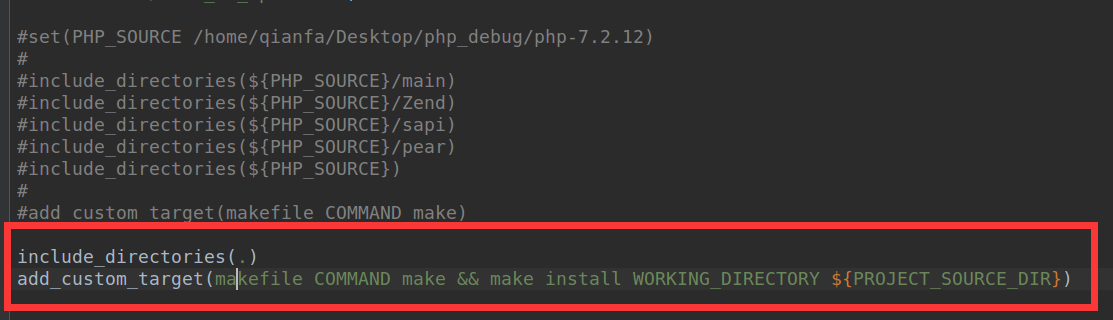 #set(PHP_SOURCE /home/qianfa/Desktop/php_debug/php-7.2.12)
#
#include_directories(${PHP_SOURCE}/main)
#include_directories(${PHP_SOURCE}/Zend)
#include_directories(${PHP_SOURCE}/sapi)
#include_directories(${PHP_SOURCE}/pear)
#include_directories(${PHP_SOURCE})
#
#add_custom_target(makefile COMMAND make)
include_directories(.)
add_custom_target(makefile COMMAND make && make install WORKING_DIRECTORY ${PROJECT_SOURCE_DIR})